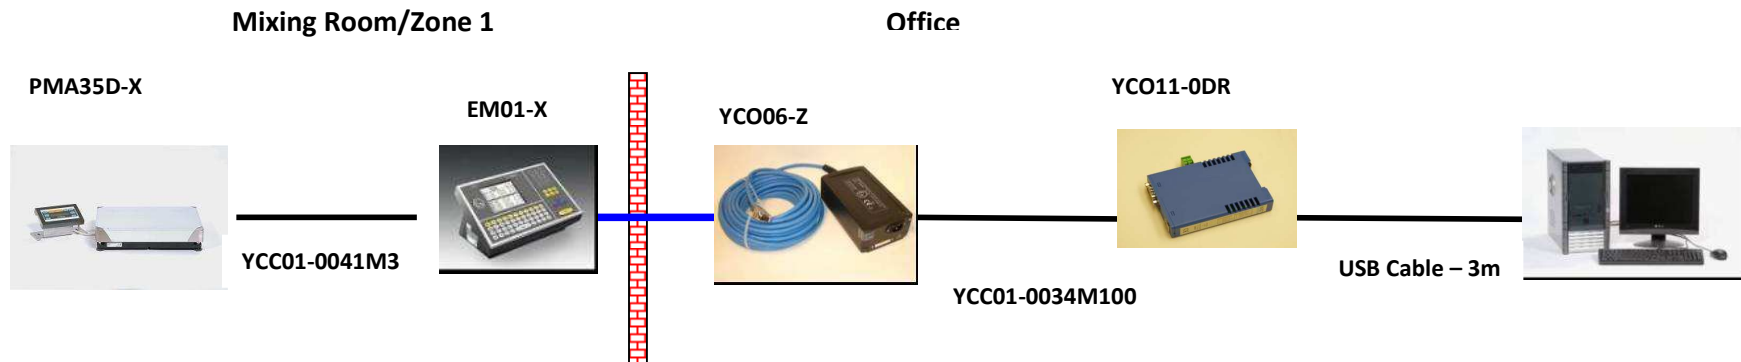 Mixing Room/Zone 1
Office
PMA35D-X
EM01-X
YCO06-Z
YCO11-0DR
YCC01-0041M3
YCC01-0034M100
USB Cable – 3m